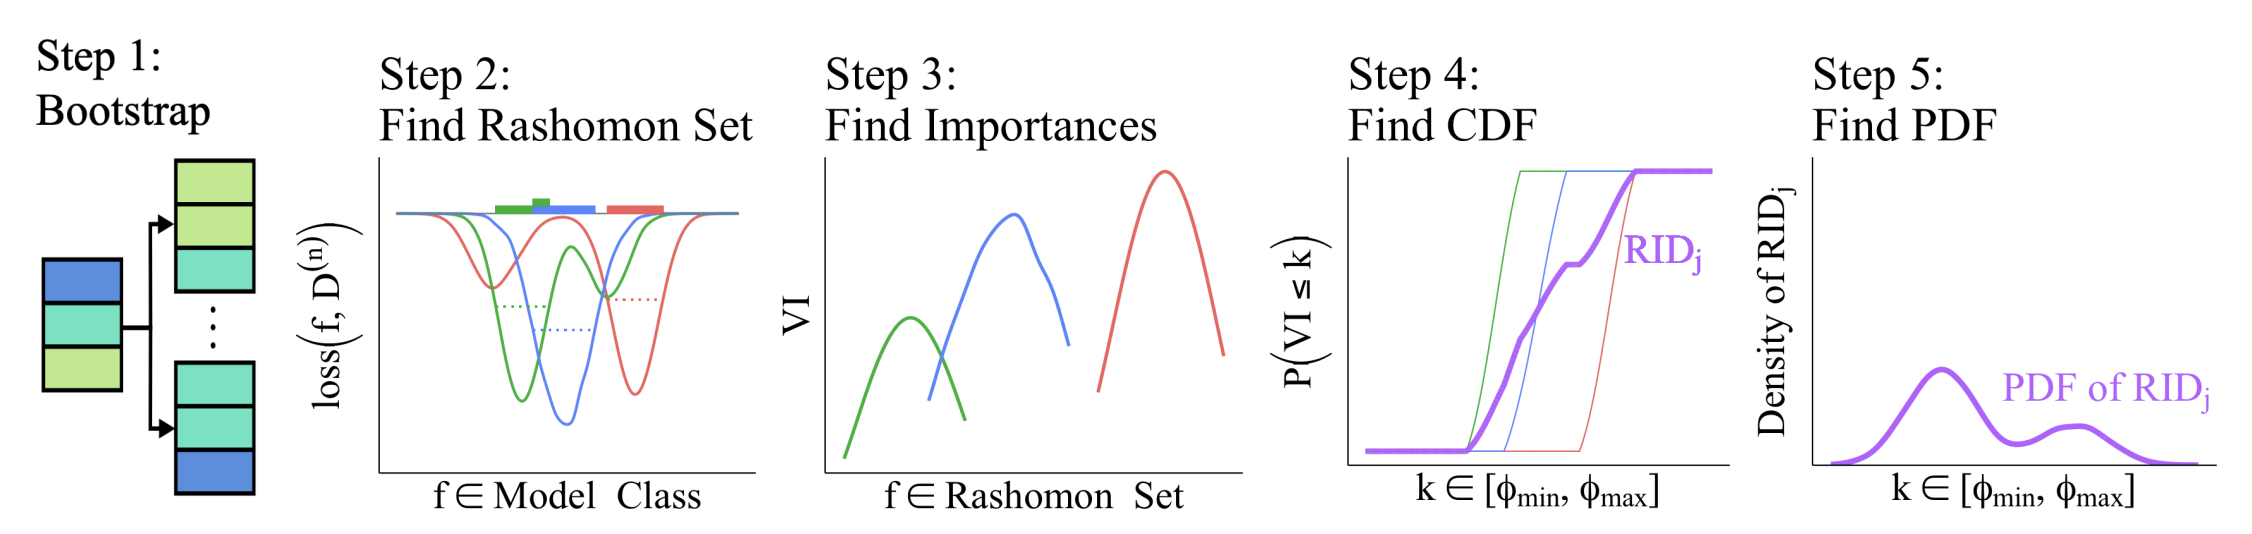 Step 1:
Bootstrap
Step 2:
Find Rashomon Set
loss(f, D⁽ⁿ⁾)
f ∈ Model Class
Step 3:
Find Importances
VI
f ∈ Rashomon Set
Step 4:
Find CDF
P(VI ≤ k)
RIDⱼ
k ∈ [ϕmin, ϕmax]
Step 5:
Find PDF
Density of RIDⱼ
PDF of RIDⱼ
k ∈ [ϕmin, ϕmax]